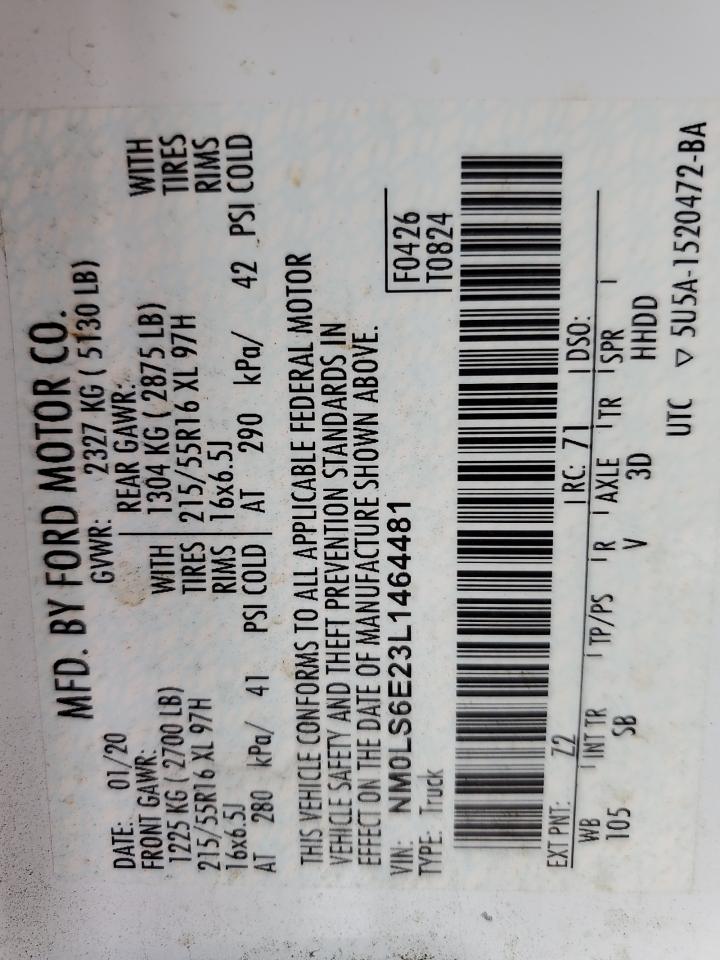 MFD. BY FORD MOTOR CO.
DATE: 01/20
GVWR: 2327 KG ( 5130 LB)
FRONT GAWR:
REAR GAWR:
1225 KG ( 2700 LB) WITH
1304 KG ( 2875 LB) WITH
215/55R16 XL 97H TIRES
215/55R16 XL 97H TIRES
16x6.5J RIMS
16x6.5J RIMS
AT 280 kPa/ 41 PSI COLD
AT 290 kPa/ 42 PSI COLD
THIS VEHICLE CONFORMS TO ALL APPLICABLE FEDERAL MOTOR
VEHICLE SAFETY AND THEFT PREVENTION STANDARDS IN
EFFECT ON THE DATE OF MANUFACTURE SHOWN ABOVE.
VIN: NM0LS6E23L1464481
F0426
TYPE: Truck
T0824
EXT PNT: Z2 RC: 71 DSO:
WB INT TR TP/PS R AXLE TR SPR
105 SB V 3D HHDD
UTC ▽ 5U5A-1520472-BA